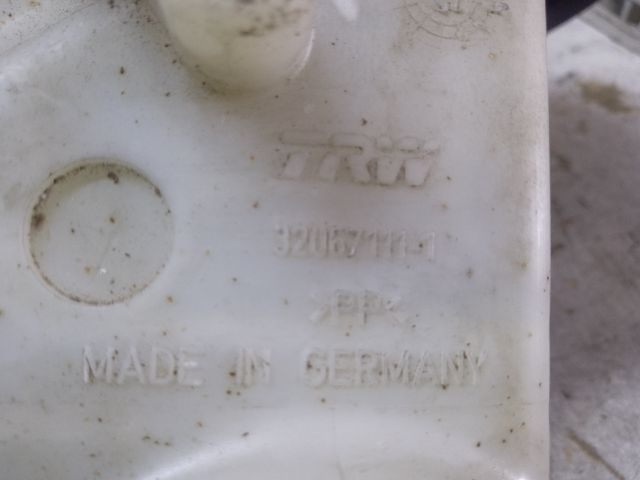 TRW
32067111-1
>PP<
MADE IN GERMANY